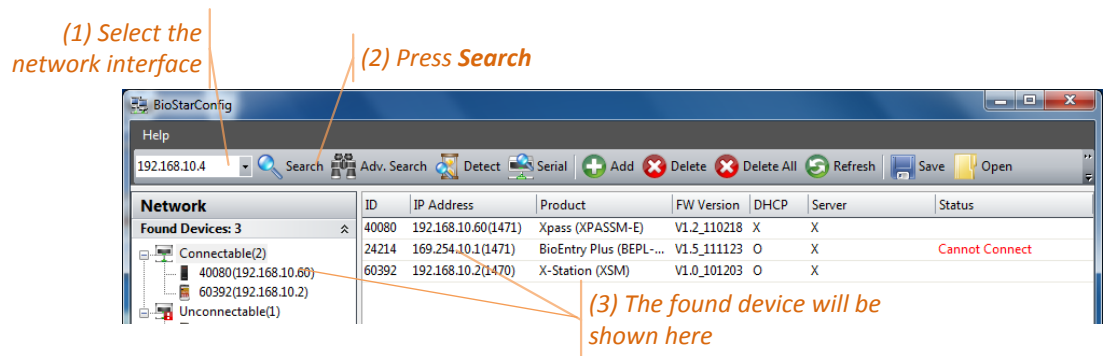 (1) Select the
network interface
(2) Press Search
BioStarConfig
Help
192.168.10.4 Search Adv. Search Detect Serial Add Delete Delete All Refresh Save Open
Network
Found Devices: 3
Connectable(2)
40080(192.168.10.60)
60392(192.168.10.2)
Unconnectable(1)
ID IP Address Product FW Version DHCP Server Status
40080 192.168.10.60(1471) Xpass (XPASSM-E) V1.2_110218 X X
24214 169.254.10.1(1471) BioEntry Plus (BEPL-... V1.5_111123 O X Cannot Connect
60392 192.168.10.2(1470) X-Station (XSM) V1.0_101203 O X
(3) The found device will be
shown here